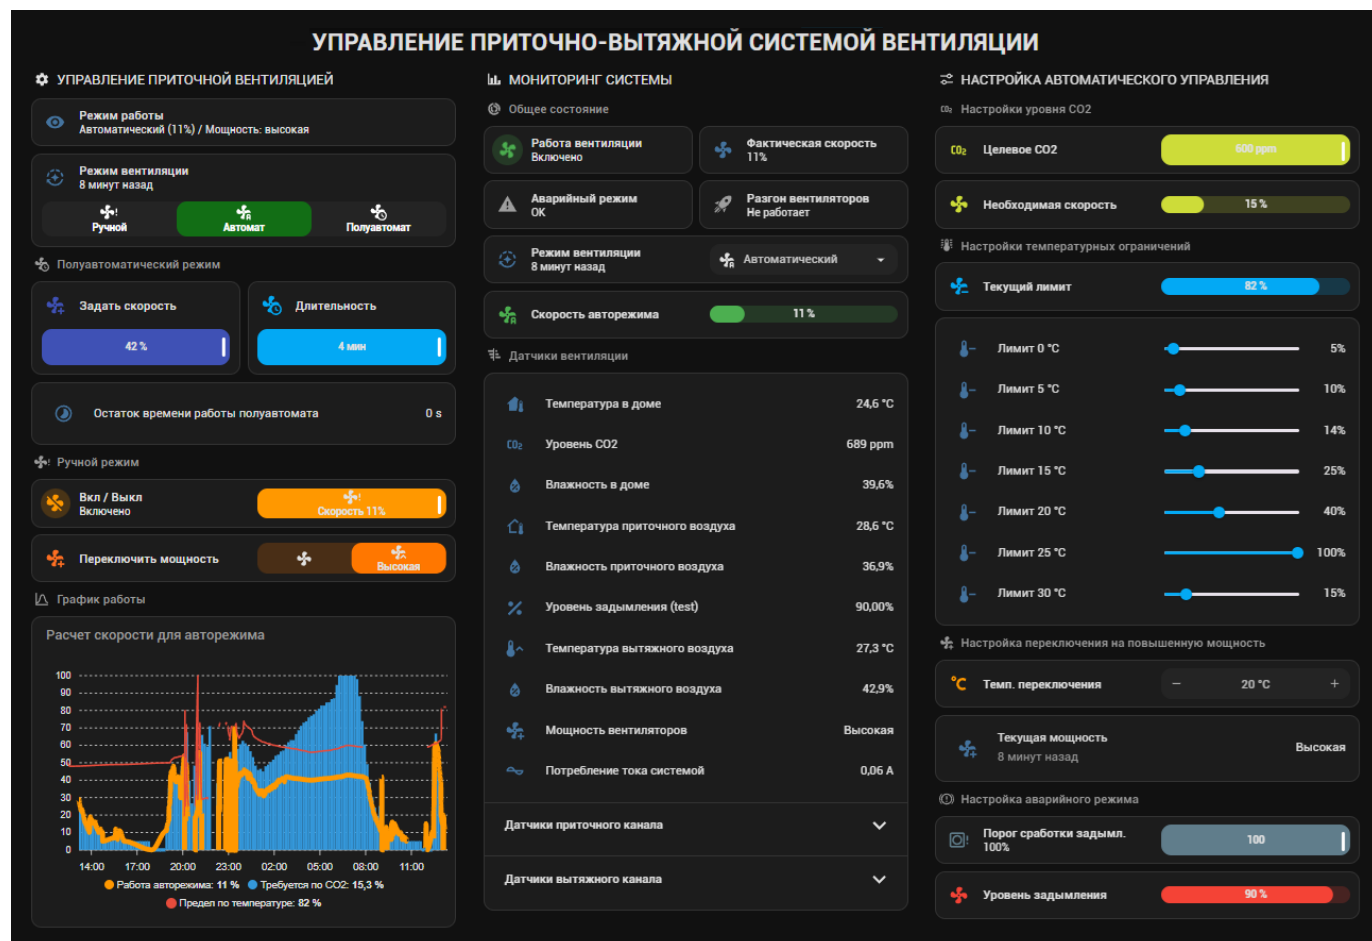 УПРАВЛЕНИЕ ПРИТОЧНО-ВЫТЯЖНОЙ СИСТЕМОЙ ВЕНТИЛЯЦИИ
УПРАВЛЕНИЕ ПРИТОЧНОЙ ВЕНТИЛЯЦИЕЙ
Режим работы
Автоматический (11%) / Мощность: высокая
Режим вентиляции
8 минут назад
Ручной
Автомат
Полуавтомат
Полуавтоматический режим
Задать скорость
42 %
Длительность
4 мин
Остаток времени работы полуавтомата 0 s
Ручной режим
Вкл / Выкл
Включено
Скорость 11%
Переключить мощность
Высокая
График работы
Расчет скорости для авторежима
100
90
80
70
60
50
40
30
20
10
0
14:00 17:00 20:00 23:00 02:00 05:00 08:00 11:00
Работа авторежима: 11 % Требуется по CO2: 15,3 %
Предел по температуре: 82 %
МОНИТОРИНГ СИСТЕМЫ
Общее состояние
Работа вентиляции
Включено
Фактическая скорость
11%
Аварийный режим
OK
Разгон вентиляторов
Не работает
Режим вентиляции
8 минут назад
Автоматический
Скорость авторежима
11 %
Датчики вентиляции
Температура в доме 24,6 °C
CO2 Уровень CO2 689 ppm
Влажность в доме 39,6%
Температура приточного воздуха 28,6 °C
Влажность приточного воздуха 36,9%
Уровень задымления (test) 90,00%
Температура вытяжного воздуха 27,3 °C
Влажность вытяжного воздуха 42,9%
Мощность вентиляторов Высокая
Потребление тока системой 0,06 A
Датчики приточного канала
Датчики вытяжного канала
НАСТРОЙКА АВТОМАТИЧЕСКОГО УПРАВЛЕНИЯ
CO2 Настройки уровня CO2
CO2 Целевое CO2 600 ppm
Необходимая скорость 15 %
Настройки температурных ограничений
Текущий лимит 82 %
Лимит 0 °C 5%
Лимит 5 °C 10%
Лимит 10 °C 14%
Лимит 15 °C 25%
Лимит 20 °C 40%
Лимит 25 °C 100%
Лимит 30 °C 15%
Настройка переключения на повышенную мощность
°C Темп. переключения − 20 °C +
Текущая мощность
8 минут назад
Высокая
Настройка аварийного режима
Порог сработки задымл.
100%
100
Уровень задымления 90 %